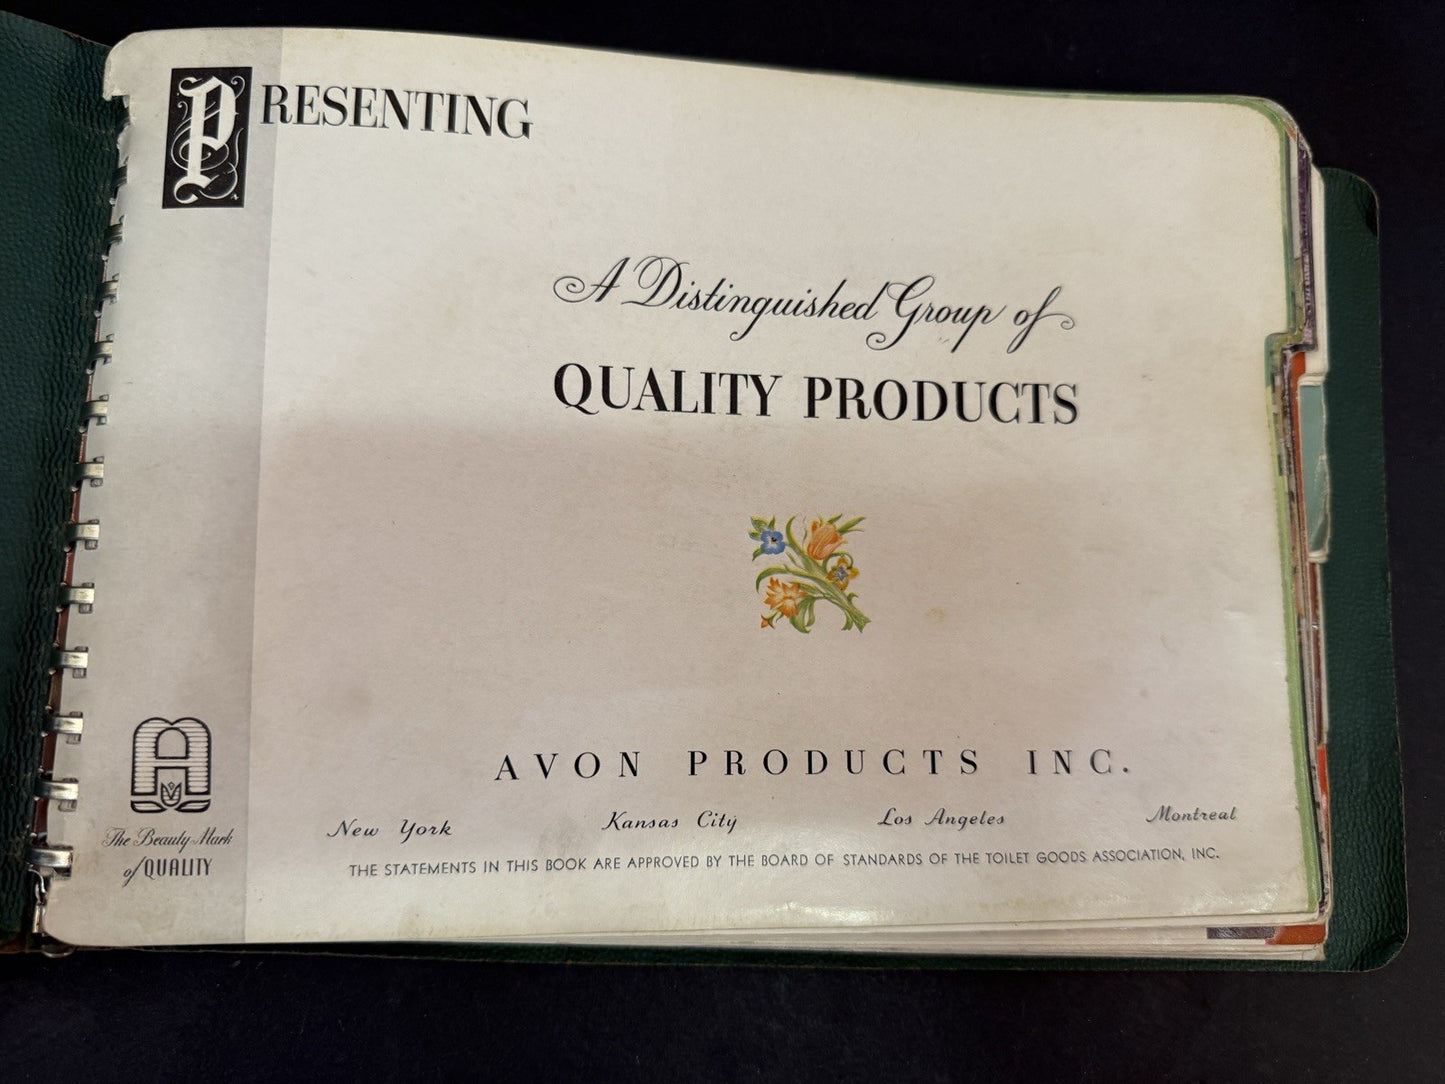 PRESENTING
A Distinguished Group of
QUALITY PRODUCTS
AVON PRODUCTS INC.
New York Kansas City Los Angeles Montreal
THE STATEMENTS IN THIS BOOK ARE APPROVED BY THE BOARD OF STANDARDS OF THE TOILET GOODS ASSOCIATION, INC.
A
The Beauty Mark
of QUALITY